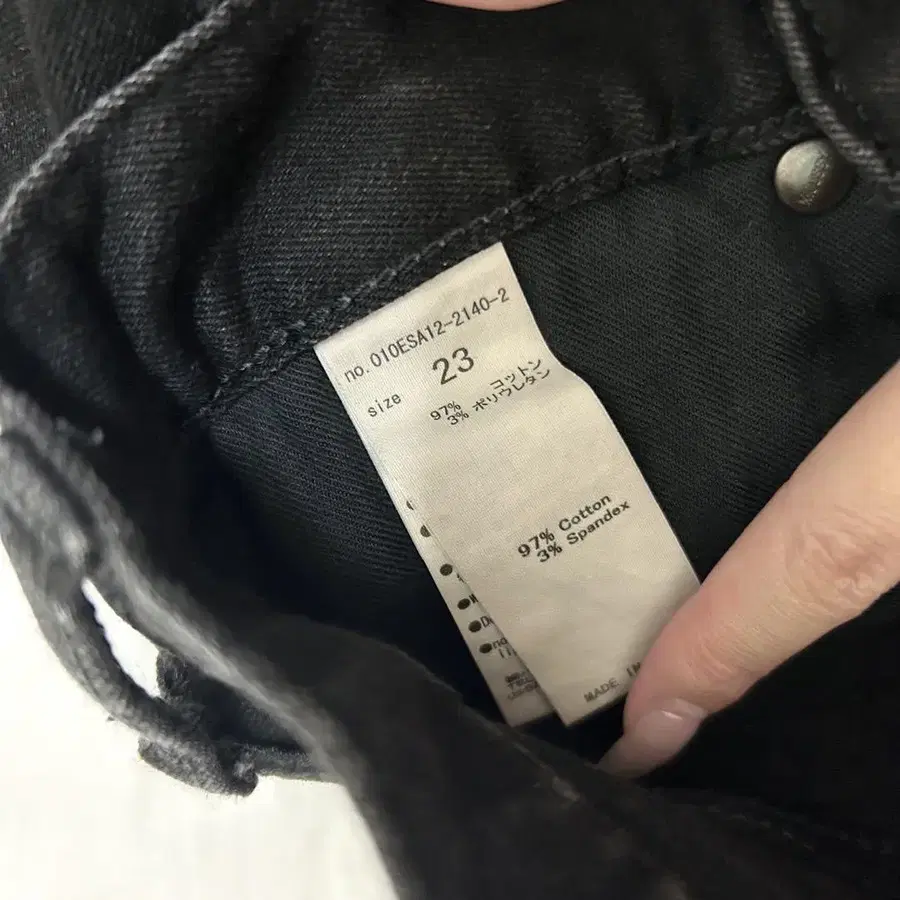 no.010ESA12-2140-2
size 23
97% コットン
3% ポリウレタン
97% Cotton
3% Spandex
MADE IN